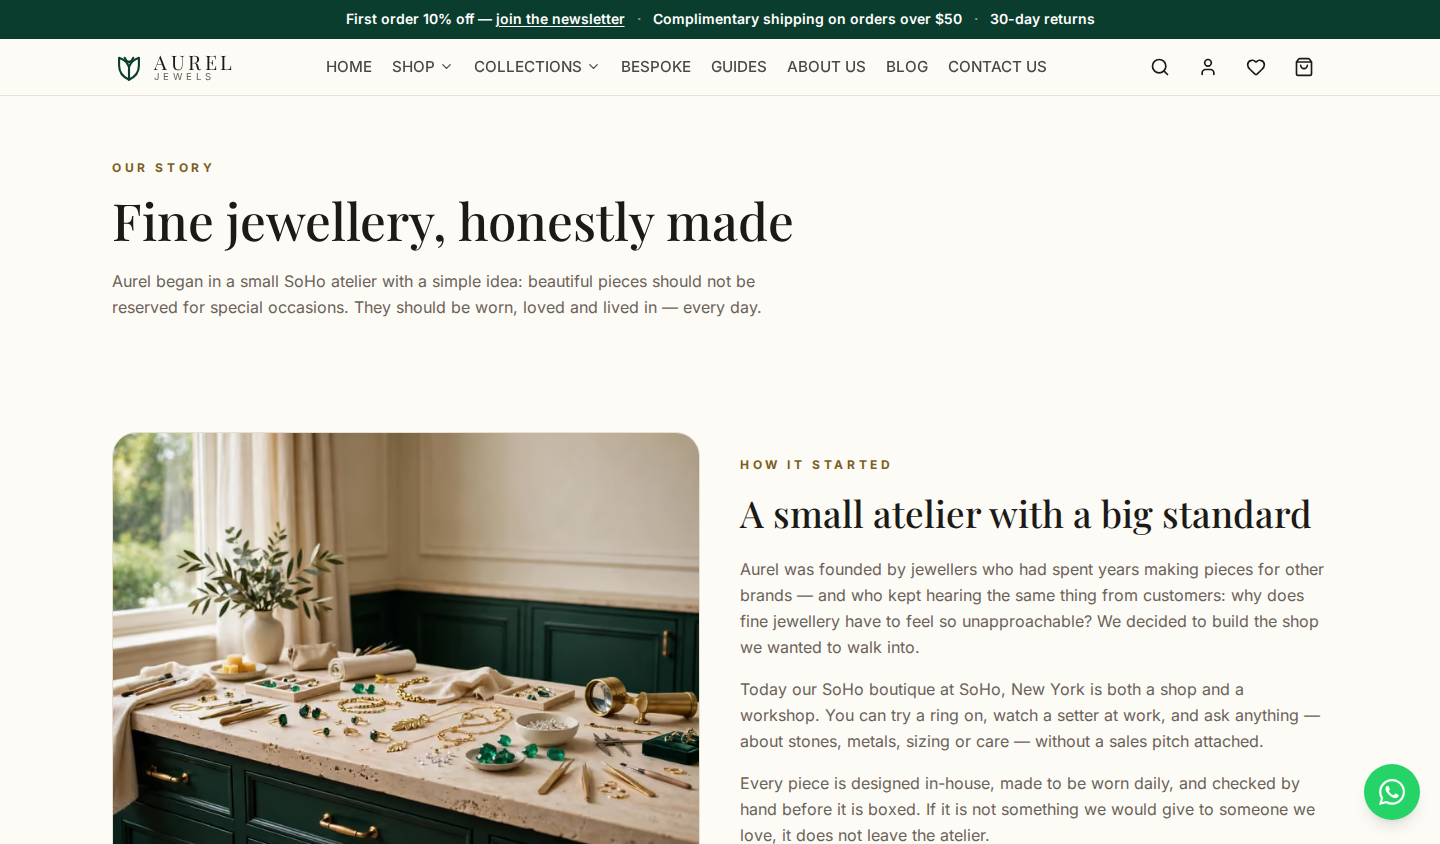 First order 10% off — join the newsletter · Complimentary shipping on orders over $50 · 30-day returns
AUREL
JEWELS
HOME SHOP COLLECTIONS BESPOKE GUIDES ABOUT US BLOG CONTACT US
OUR STORY
Fine jewellery, honestly made
Aurel began in a small SoHo atelier with a simple idea: beautiful pieces should not be
reserved for special occasions. They should be worn, loved and lived in — every day.
HOW IT STARTED
A small atelier with a big standard
Aurel was founded by jewellers who had spent years making pieces for other
brands — and who kept hearing the same thing from customers: why does
fine jewellery have to feel so unapproachable? We decided to build the shop
we wanted to walk into.
Today our SoHo boutique at SoHo, New York is both a shop and a
workshop. You can try a ring on, watch a setter at work, and ask anything —
about stones, metals, sizing or care — without a sales pitch attached.
Every piece is designed in-house, made to be worn daily, and checked by
hand before it is boxed. If it is not something we would give to someone we
love, it does not leave the atelier.